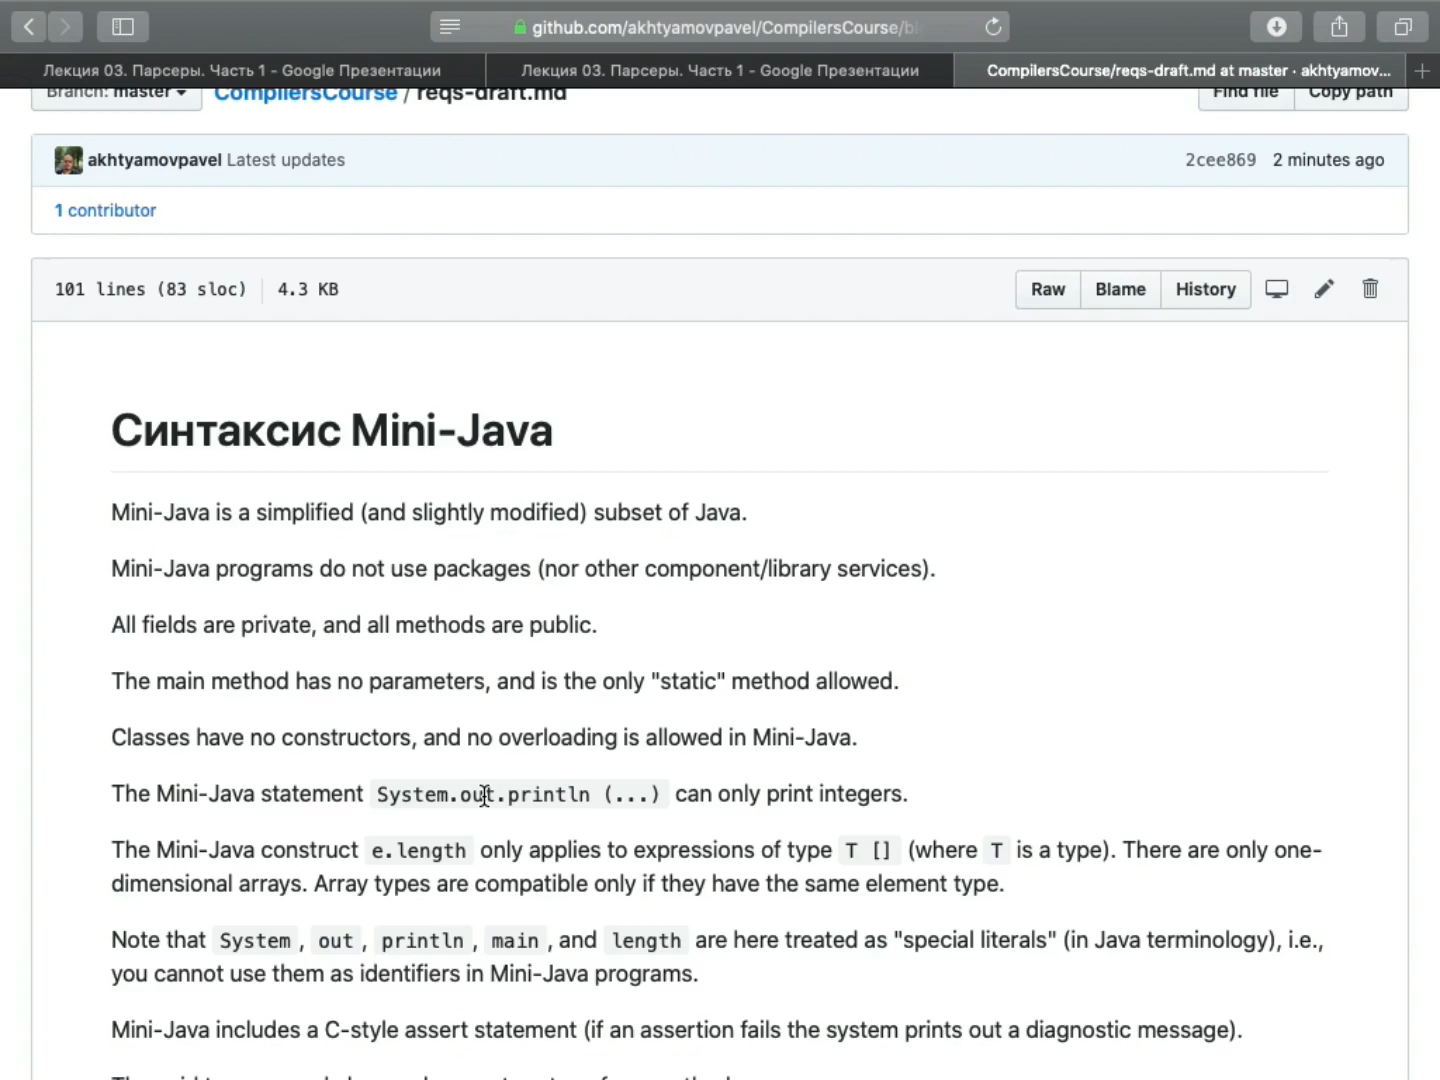 github.com/akhtyamovpavel/CompilersCourse/
Лекция 03. Парсеры. Часть 1 - Google Презентации
Лекция 03. Парсеры. Часть 1 - Google Презентации
CompilersCourse/reqs-draft.md at master · akhtyamov...
Branch: master
CompilersCourse / reqs-draft.md
Find file
Copy path
akhtyamovpavel Latest updates
2cee869 2 minutes ago
1 contributor
101 lines (83 sloc) 4.3 KB
Raw
Blame
History
Синтаксис Mini-Java
Mini-Java is a simplified (and slightly modified) subset of Java.
Mini-Java programs do not use packages (nor other component/library services).
All fields are private, and all methods are public.
The main method has no parameters, and is the only "static" method allowed.
Classes have no constructors, and no overloading is allowed in Mini-Java.
The Mini-Java statement System.out.println (...) can only print integers.
The Mini-Java construct e.length only applies to expressions of type T [] (where T is a type). There are only one-
dimensional arrays. Array types are compatible only if they have the same element type.
Note that System , out , println , main , and length are here treated as "special literals" (in Java terminology), i.e.,
you cannot use them as identifiers in Mini-Java programs.
Mini-Java includes a C-style assert statement (if an assertion fails the system prints out a diagnostic message).